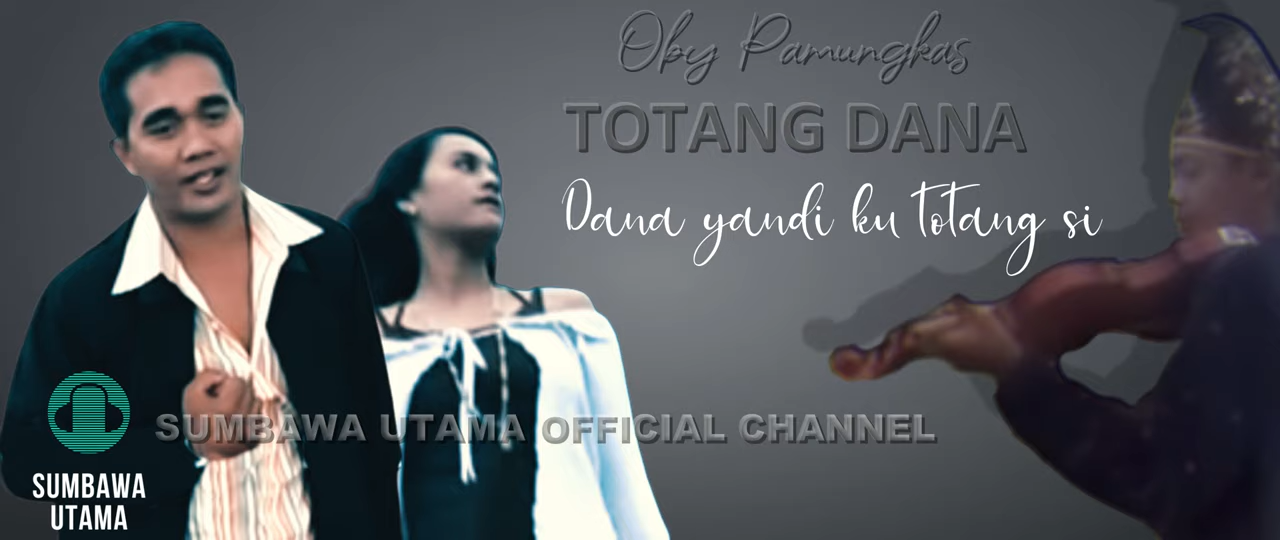 Oby Pamungkas
TOTANG DANA
Dana yandi ku totang si
SUMBAWA UTAMA OFFICIAL CHANNEL
SUMBAWA
UTAMA